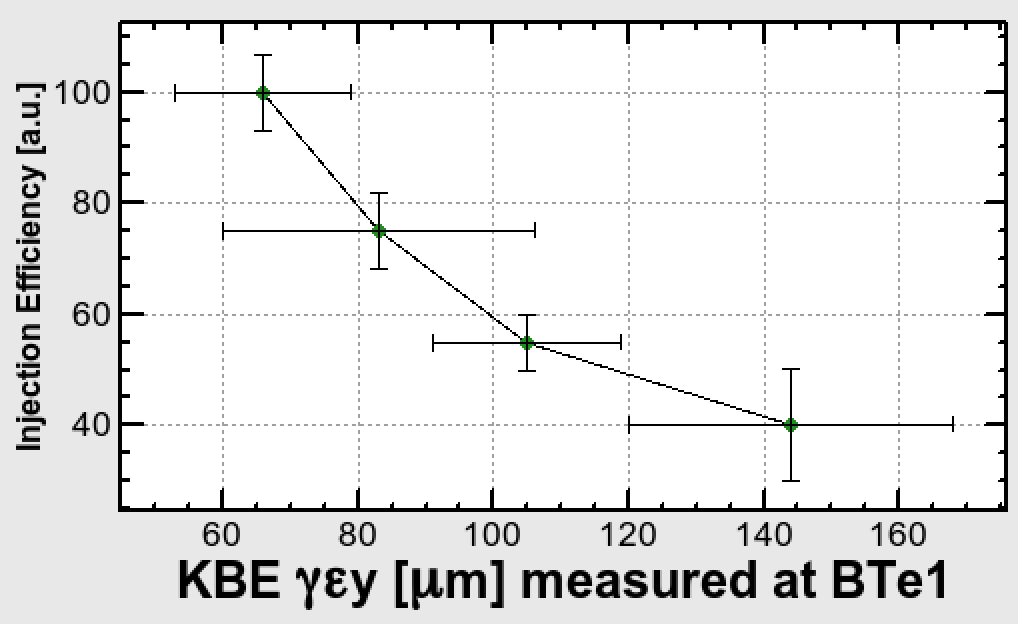 Injection Efficiency [a.u.]
100
80
60
40
60 80 100 120 140 160
KBE γεy [μm] measured at BTe1